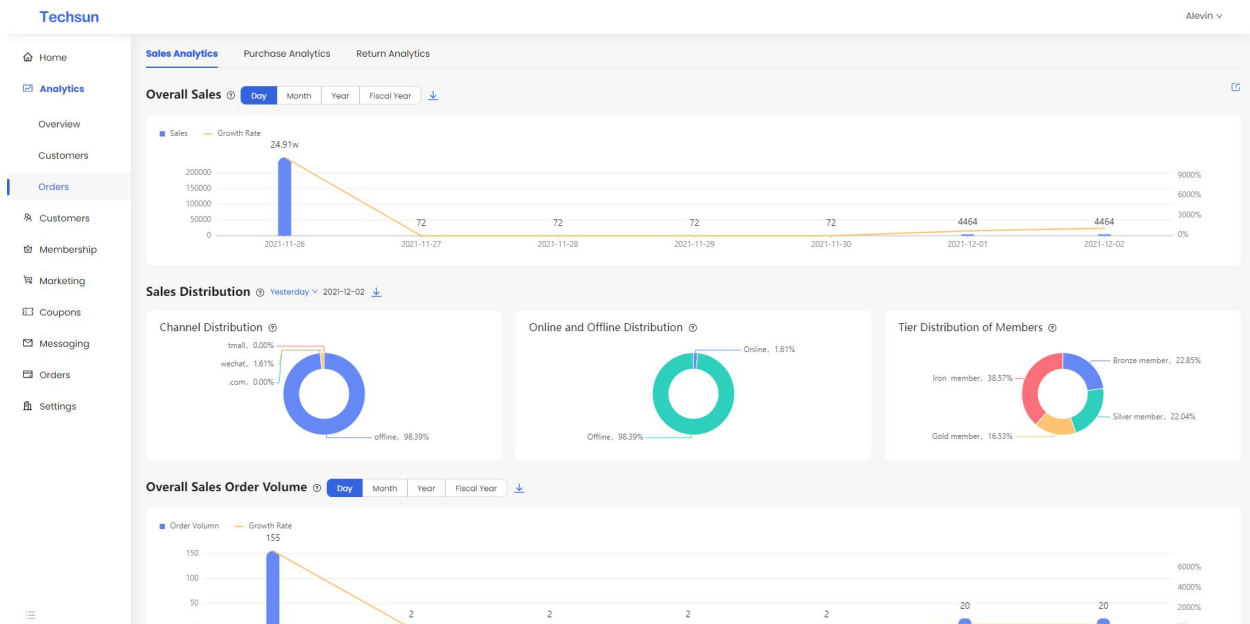 Techsun
Alevin
Home
Analytics
Overview
Customers
Orders
Customers
Membership
Marketing
Coupons
Messaging
Orders
Settings
Sales Analytics Purchase Analytics Return Analytics
Overall Sales Day Month Year Fiscal Year
Sales Growth Rate
24.91w
200000
150000
100000
50000
0
9000%
6000%
3000%
0%
72 72 72 72 4464 4464
2021-11-26 2021-11-27 2021-11-28 2021-11-29 2021-11-30 2021-12-01 2021-12-02
Sales Distribution Yesterday 2021-12-02
Channel Distribution
tmall, 0.00%
wechat, 1.61%
.com, 0.00%
offline, 98.39%
Online and Offline Distribution
Online, 1.61%
Offline, 98.39%
Tier Distribution of Members
Bronze member, 22.85%
Iron member, 38.57%
Silver member, 22.04%
Gold member, 16.53%
Overall Sales Order Volume Day Month Year Fiscal Year
Order Volumn Growth Rate
155
150
100
50
6000%
4000%
2000%
2 2 2 2 20 20